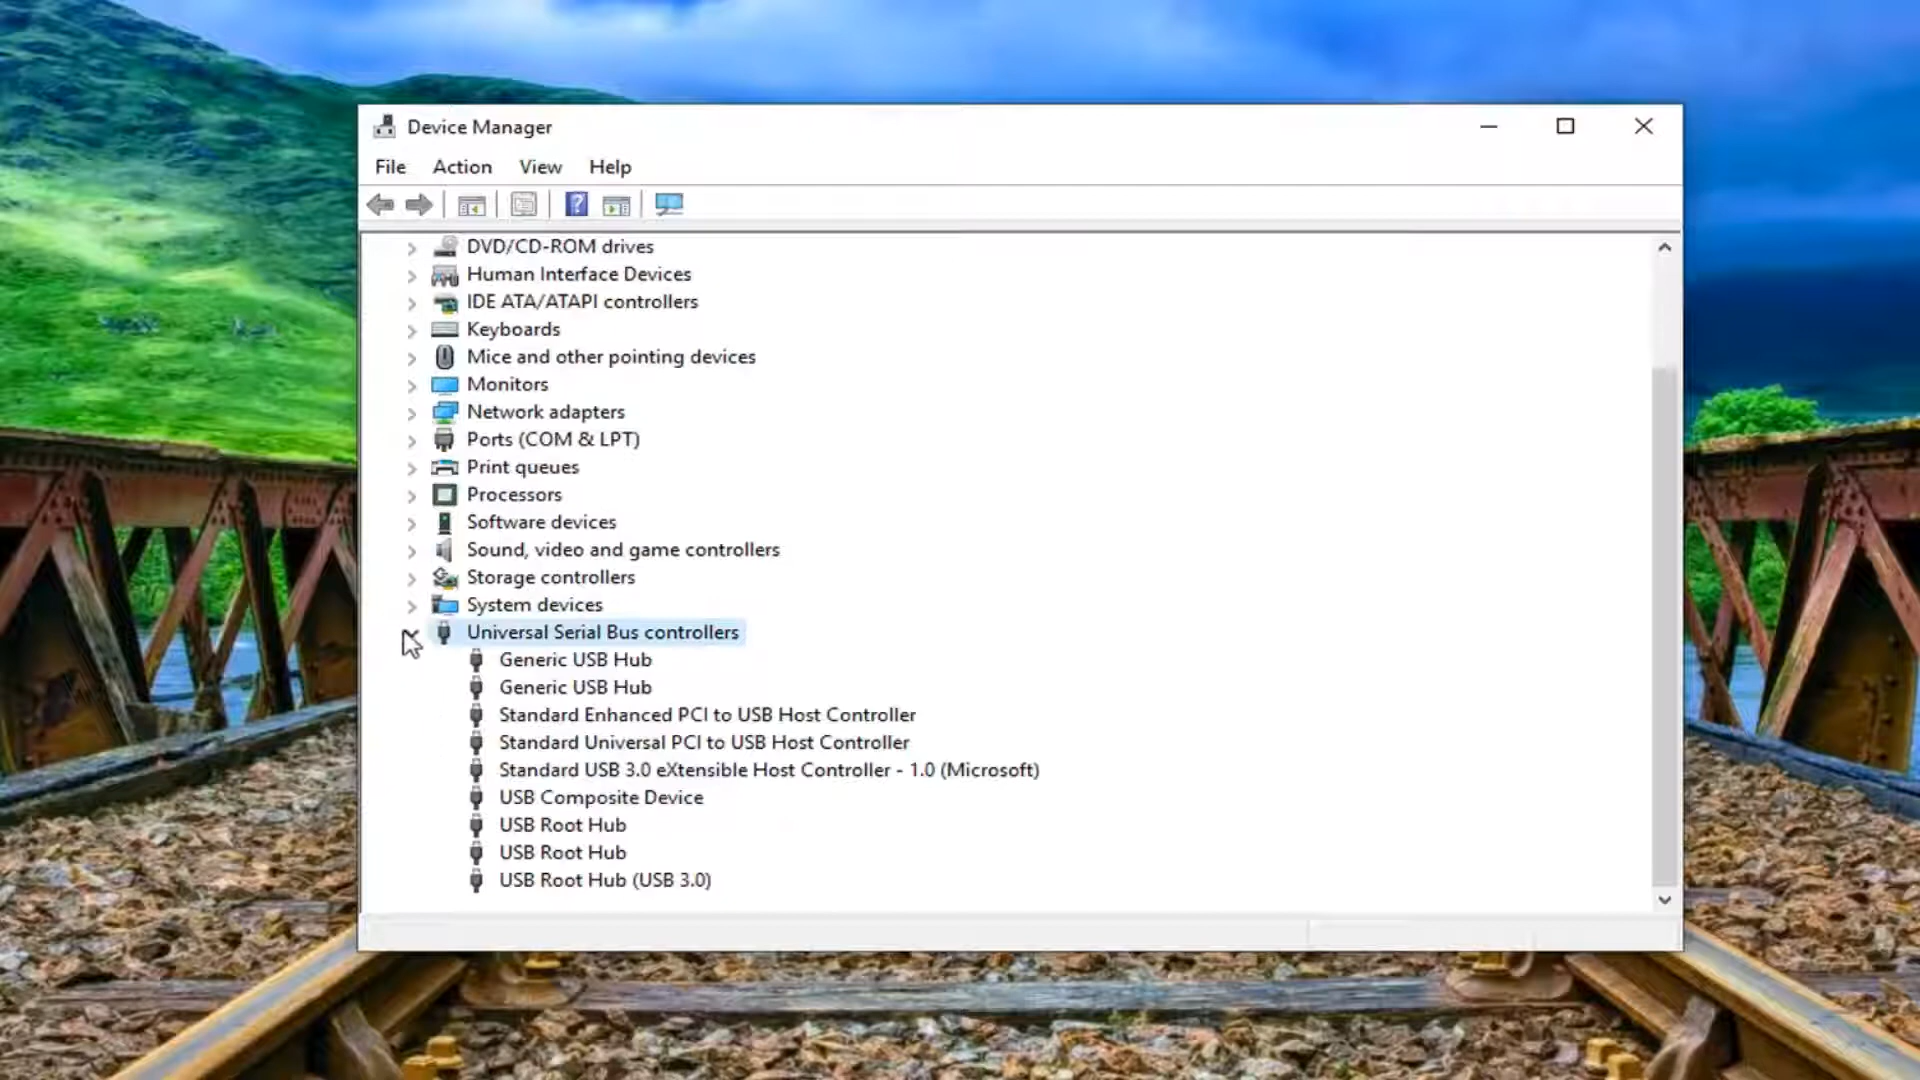 Device Manager
File Action View Help
DVD/CD-ROM drives
Human Interface Devices
IDE ATA/ATAPI controllers
Keyboards
Mice and other pointing devices
Monitors
Network adapters
Ports (COM & LPT)
Print queues
Processors
Software devices
Sound, video and game controllers
Storage controllers
System devices
Universal Serial Bus controllers
Generic USB Hub
Generic USB Hub
Standard Enhanced PCI to USB Host Controller
Standard Universal PCI to USB Host Controller
Standard USB 3.0 eXtensible Host Controller - 1.0 (Microsoft)
USB Composite Device
USB Root Hub
USB Root Hub
USB Root Hub (USB 3.0)